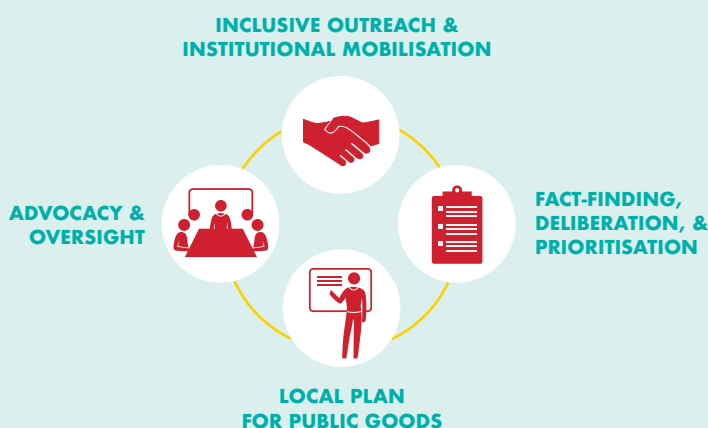 INCLUSIVE OUTREACH &
INSTITUTIONAL MOBILISATION
FACT-FINDING,
DELIBERATION, &
PRIORITISATION
LOCAL PLAN
FOR PUBLIC GOODS
ADVOCACY &
OVERSIGHT